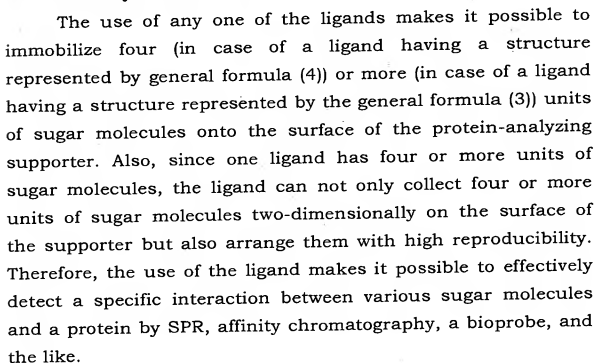 The use of any one of the ligands makes it possible to
immobilize four (in case of a ligand having a structure
represented by general formula (4)) or more (in case of a ligand
having a structure represented by the general formula (3)) units
of sugar molecules onto the surface of the protein-analyzing
supporter. Also, since one ligand has four or more units of
sugar molecules, the ligand can not only collect four or more
units of sugar molecules two-dimensionally on the surface of
the supporter but also arrange them with high reproducibility.
Therefore, the use of the ligand makes it possible to effectively
detect a specific interaction between various sugar molecules
and a protein by SPR, affinity chromatography, a bioprobe, and
the like.